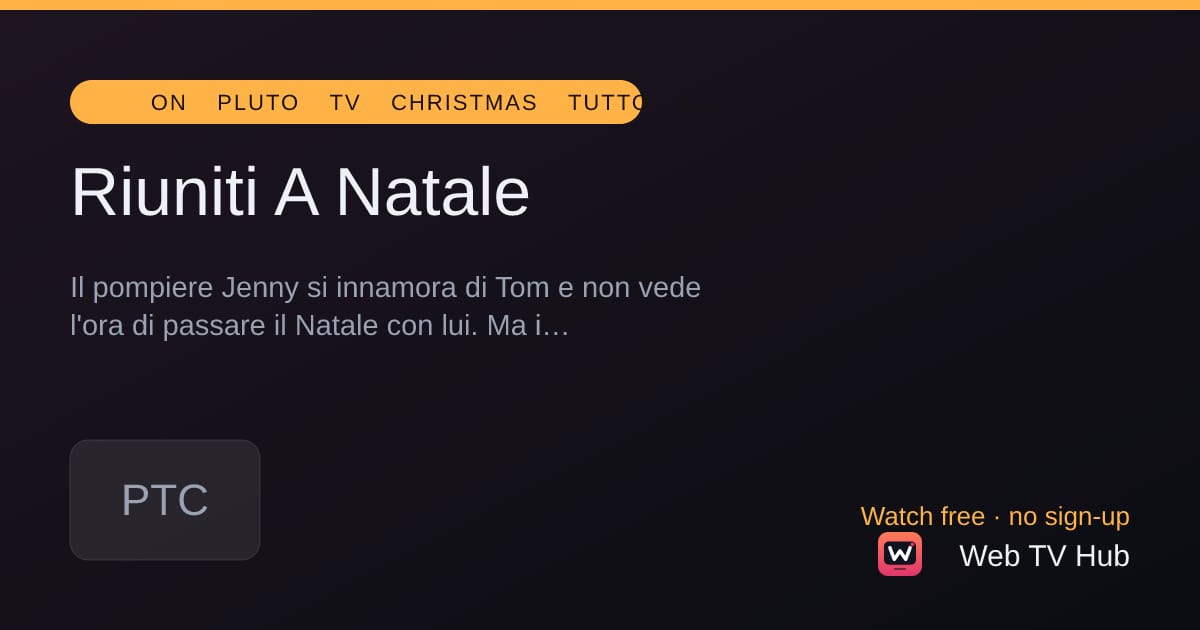 ON PLUTO TV CHRISTMAS TUTTO
Riuniti A Natale
Il pompiere Jenny si innamora di Tom e non vede
l'ora di passare il Natale con lui. Ma i…
PTC
Watch free · no sign-up
W
Web TV Hub